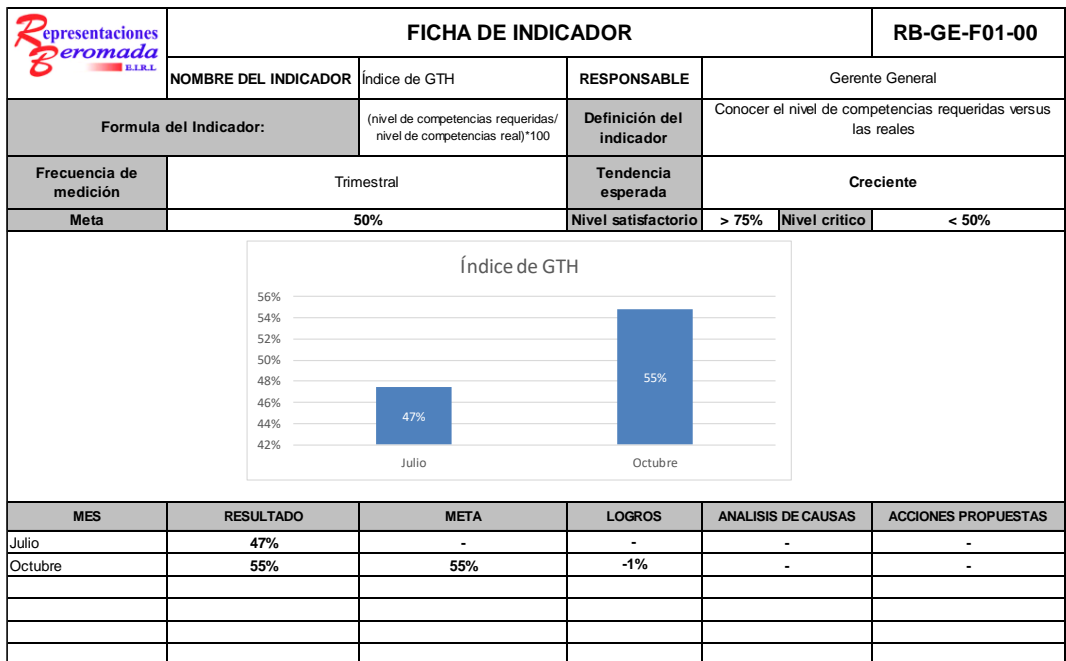 Representaciones
Beromada
E.I.R.L
FICHA DE INDICADOR
RB-GE-F01-00
NOMBRE DEL INDICADOR
Índice de GTH
RESPONSABLE
Gerente General
Formula del Indicador:
(nivel de competencias requeridas/
nivel de competencias real)*100
Definición del
indicador
Conocer el nivel de competencias requeridas versus
las reales
Frecuencia de
medición
Trimestral
Tendencia
esperada
Creciente
Meta
50%
Nivel satisfactorio
> 75%
Nivel critico
< 50%
Índice de GTH
56%
54%
52%
50%
48%
46%
44%
42%
47%
55%
Julio
Octubre
MES RESULTADO META LOGROS ANALISIS DE CAUSAS ACCIONES PROPUESTAS
Julio 47% - - - -
Octubre 55% 55% -1% - -